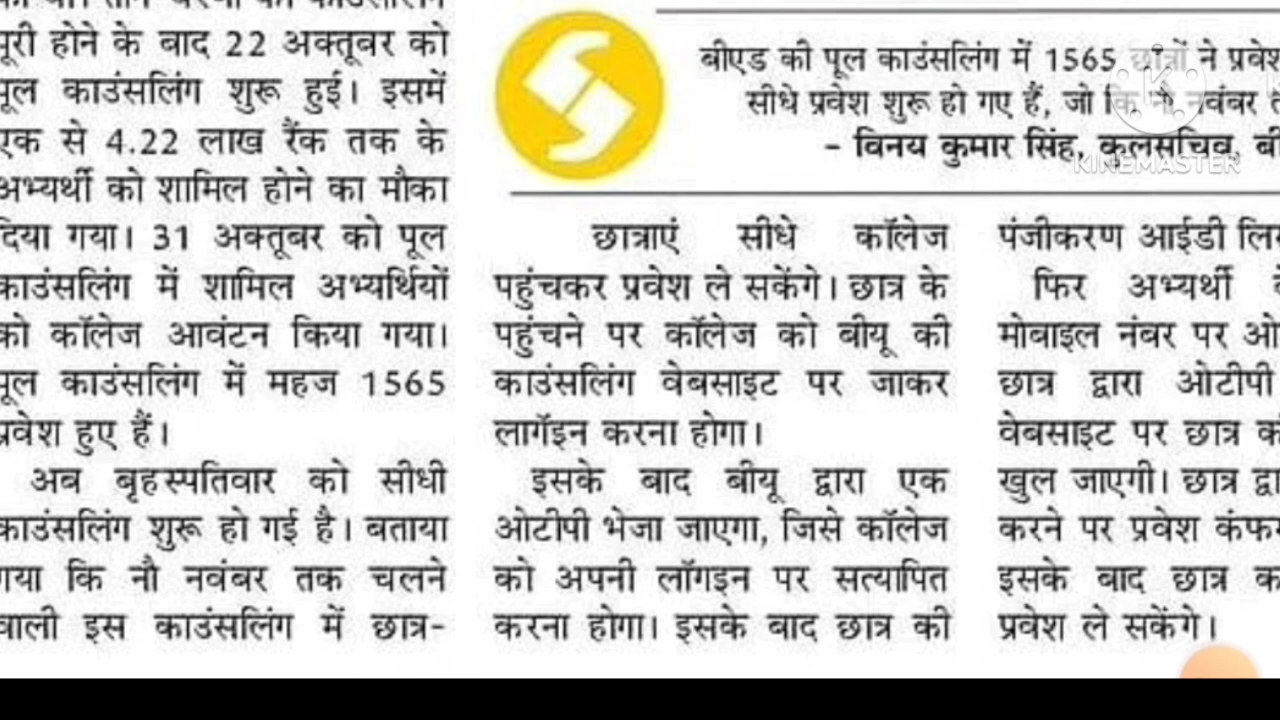 पूरी होने के बाद 22 अक्तूबर को
पूल काउंसलिंग शुरू हुई। इसमें
एक से 4.22 लाख रैंक तक के
अभ्यर्थी को शामिल होने का मौका
दिया गया। 31 अक्तूबर को पूल
काउंसलिंग में शामिल अभ्यर्थियों
को कॉलेज आवंटन किया गया।
पूल काउंसलिंग में महज 1565
प्रवेश हुए हैं।
अब बृहस्पतिवार को सीधी
काउंसलिंग शुरू हो गई है। बताया
गया कि नौ नवंबर तक चलने
वाली इस काउंसलिंग में छात्र-
बीएड की पूल काउंसलिंग में 1565 छात्रों ने प्रवेश
सीधे प्रवेश शुरू हो गए हैं, जो कि नौ नवंबर
- विनय कुमार सिंह, कुलसचिव,
KINEMASTER
छात्राएं सीधे कॉलेज
पहुंचकर प्रवेश ले सकेंगे। छात्र के
पहुंचने पर कॉलेज को बीयू की
काउंसलिंग वेबसाइट पर जाकर
लागॅइन करना होगा।
इसके बाद बीयू द्वारा एक
ओटीपी भेजा जाएगा, जिसे कॉलेज
को अपनी लॉगइन पर सत्यापित
करना होगा। इसके बाद छात्र की
पंजीकरण आईडी
फिर अभ्यर्थी
मोबाइल नंबर पर
छात्र द्वारा ओटीपी
वेबसाइट पर छात्र
खुल जाएगी। छात्र
करने पर प्रवेश
इसके बाद छात्र
प्रवेश ले सकेंगे।